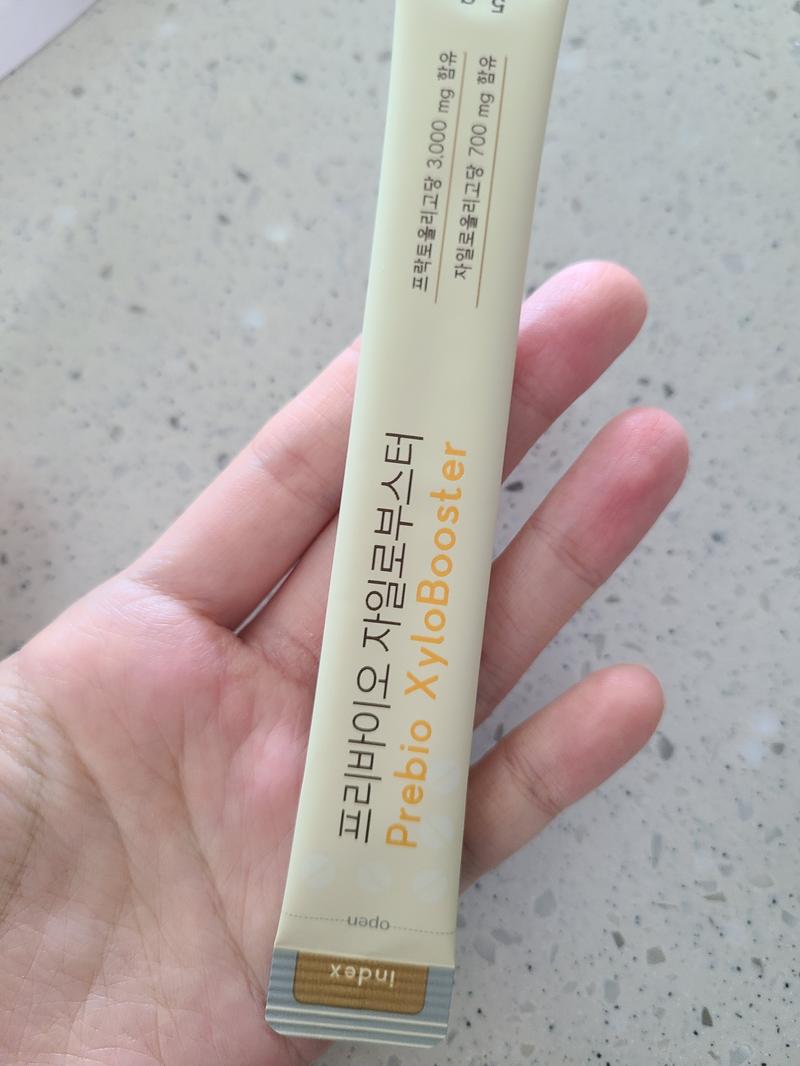 프리바이오 자일로부스터
Prebio XyloBooster
프락토올리고당 3,000 mg 함유
자일로올리고당 700 mg 함유
open
index